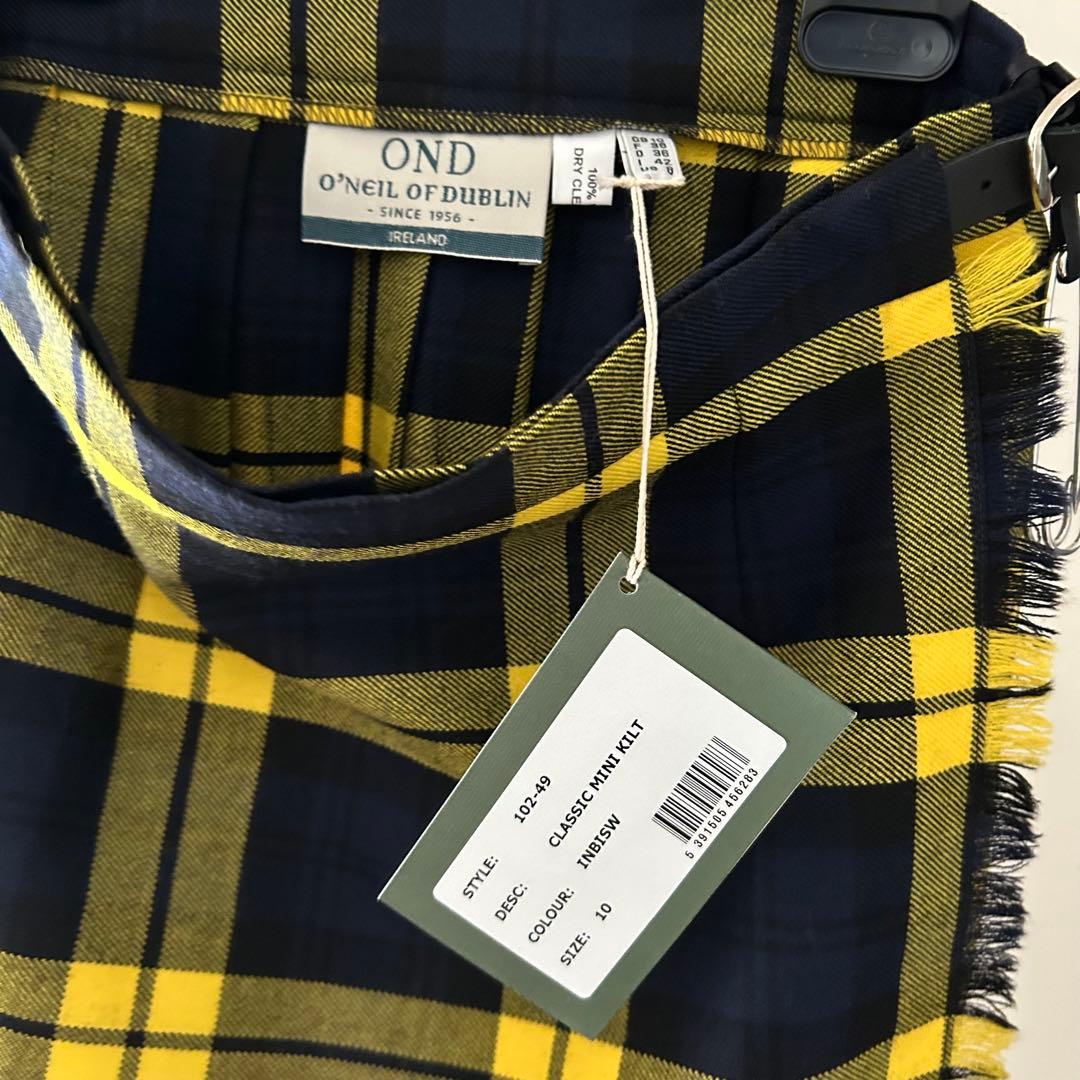 OND
O'NEIL OF DUBLIN
- SINCE 1956 -
IRELAND
100%
DRY CLE
STYLE: 102-49
DESC: CLASSIC MINI KILT
COLOUR: INBISW
SIZE: 10
5 391505 456283